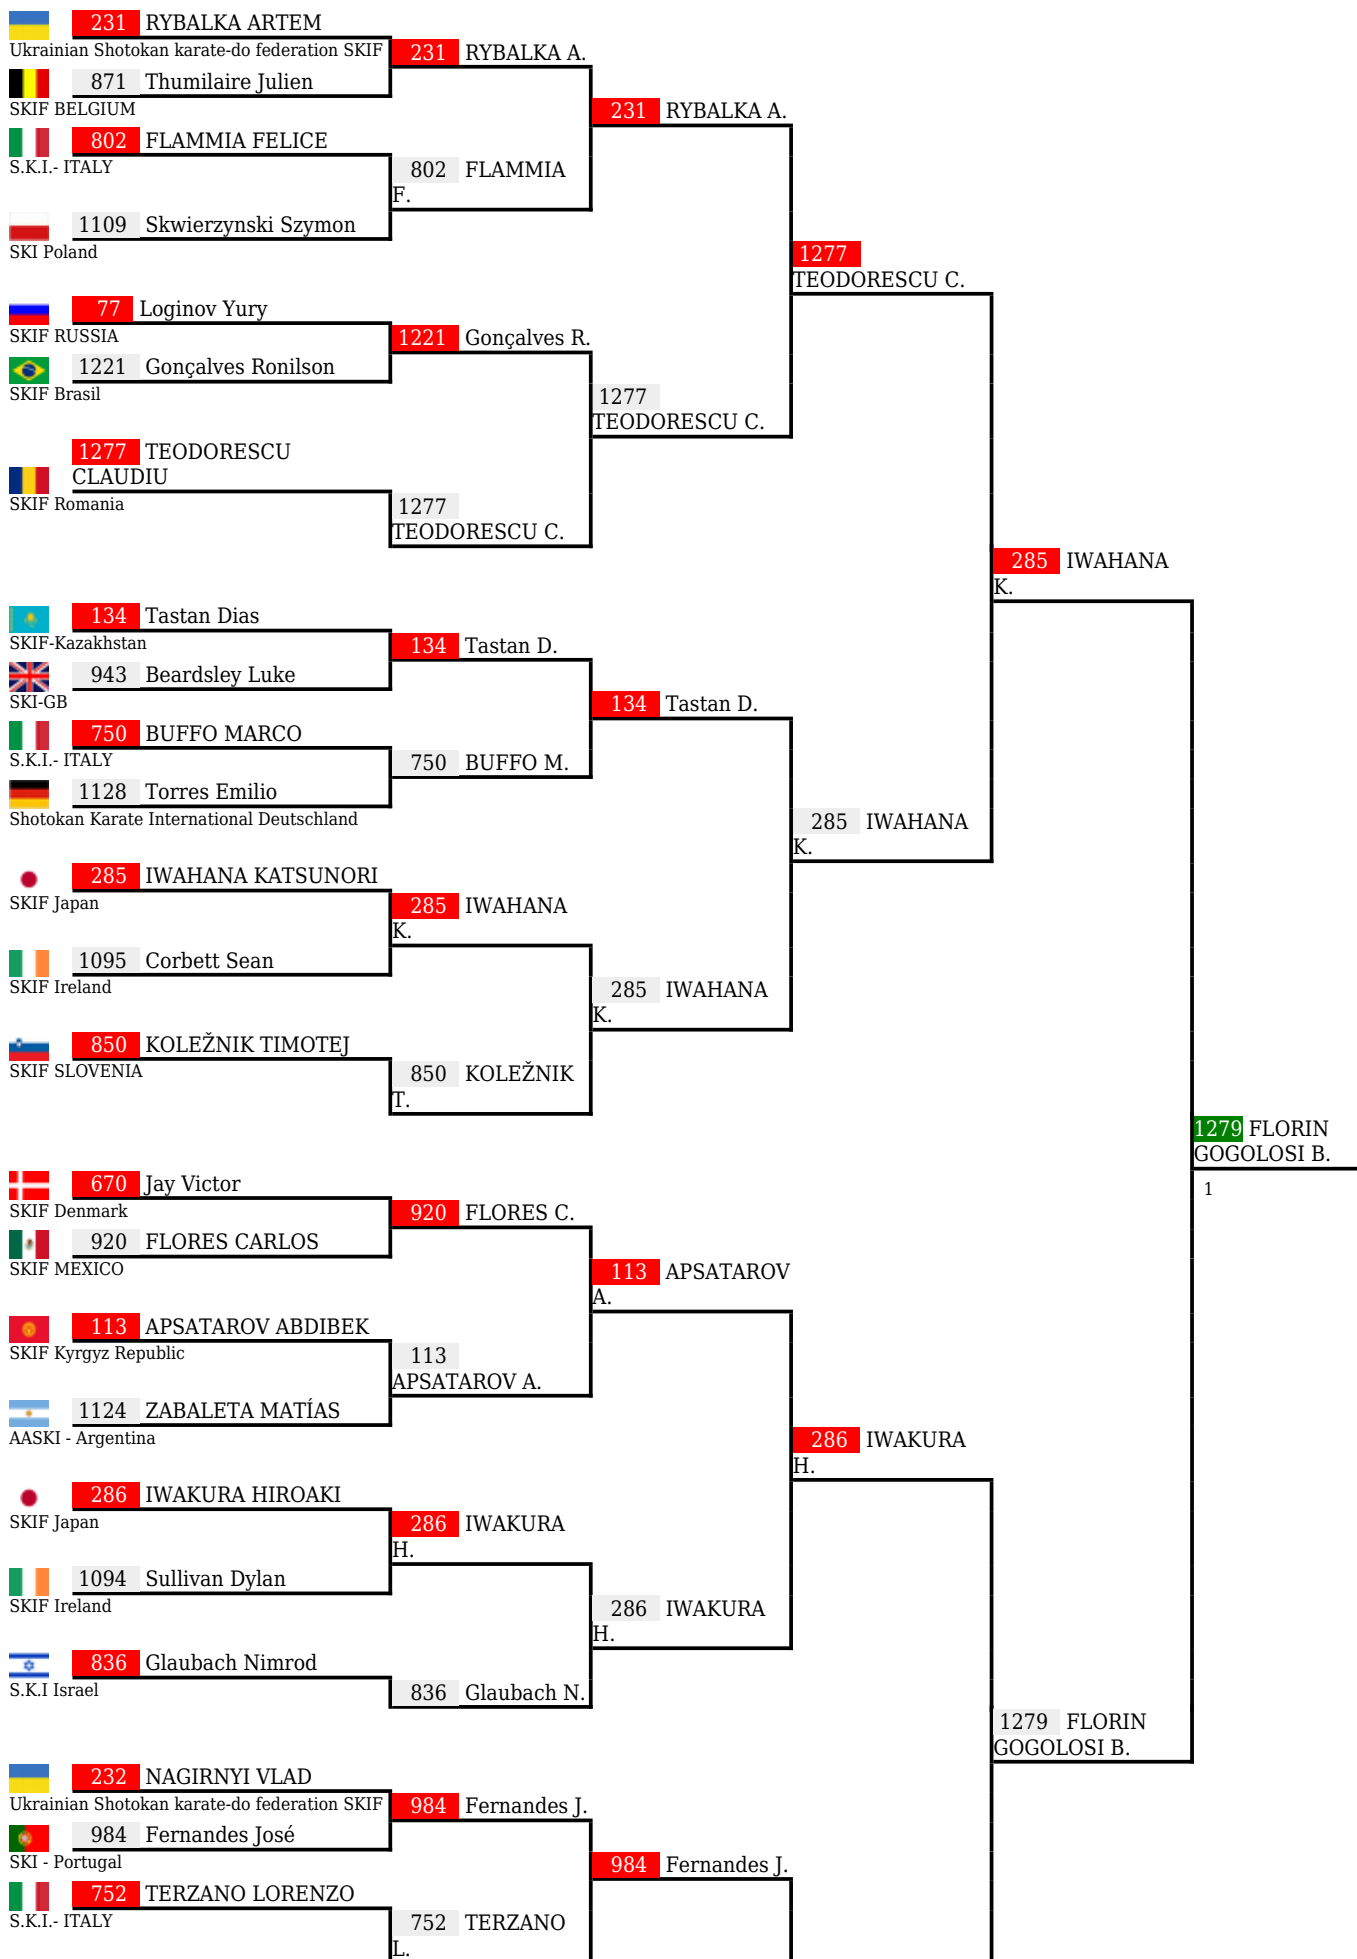 231 RYBALKA ARTEM
Ukrainian Shotokan karate-do federation SKIF
231 RYBALKA A.
871 Thumilaire Julien
SKIF BELGIUM
231 RYBALKA A.
802 FLAMMIA FELICE
S.K.I.- ITALY
802 FLAMMIA
F.
1109 Skwierzynski Szymon
SKI Poland
1277
TEODORESCU C.
77 Loginov Yury
SKIF RUSSIA
1221 Gonçalves R.
1221 Gonçalves Ronilson
SKIF Brasil
1277
TEODORESCU C.
1277 TEODORESCU
CLAUDIU
SKIF Romania
1277
TEODORESCU C.
285 IWAHANA
K.
134 Tastan Dias
SKIF-Kazakhstan
134 Tastan D.
943 Beardsley Luke
SKI-GB
134 Tastan D.
750 BUFFO MARCO
S.K.I.- ITALY
750 BUFFO M.
1128 Torres Emilio
Shotokan Karate International Deutschland
285 IWAHANA
K.
285 IWAHANA KATSUNORI
SKIF Japan
285 IWAHANA
K.
1095 Corbett Sean
SKIF Ireland
285 IWAHANA
K.
850 KOLEŽNIK TIMOTEJ
SKIF SLOVENIA
850 KOLEŽNIK
T.
1279 FLORIN
GOGOLOSI B.
1
670 Jay Victor
SKIF Denmark
920 FLORES C.
920 FLORES CARLOS
SKIF MEXICO
113 APSATAROV
A.
113 APSATAROV ABDIBEK
SKIF Kyrgyz Republic
113
APSATAROV A.
1124 ZABALETA MATÍAS
AASKI - Argentina
286 IWAKURA
H.
286 IWAKURA HIROAKI
SKIF Japan
286 IWAKURA
H.
1094 Sullivan Dylan
SKIF Ireland
286 IWAKURA
H.
836 Glaubach Nimrod
S.K.I Israel
836 Glaubach N.
1279 FLORIN
GOGOLOSI B.
232 NAGIRNYI VLAD
Ukrainian Shotokan karate-do federation SKIF
984 Fernandes J.
984 Fernandes José
SKI - Portugal
984 Fernandes J.
752 TERZANO LORENZO
S.K.I.- ITALY
752 TERZANO
L.